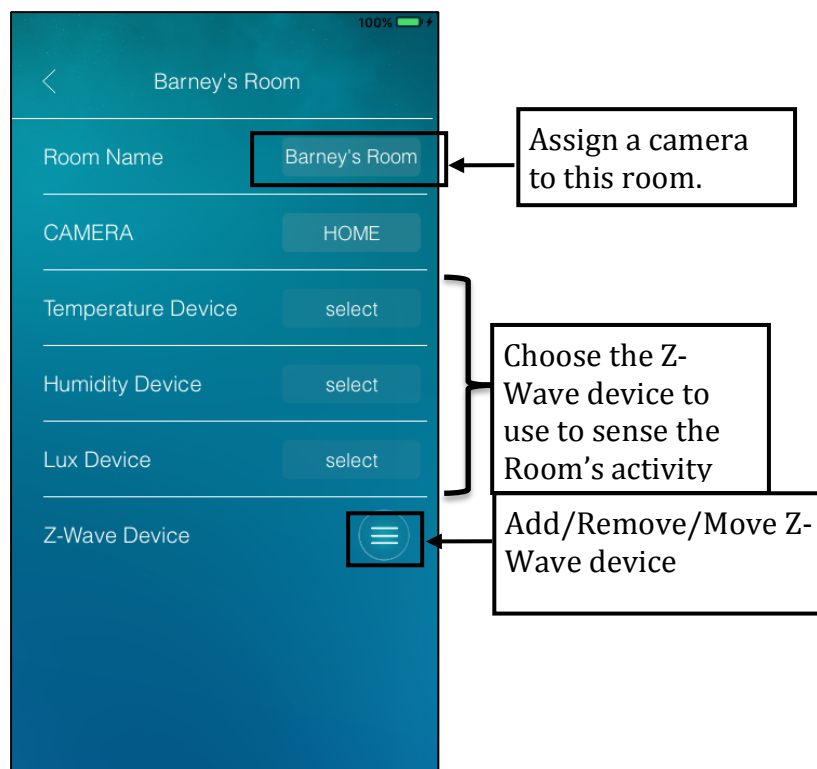 100%
Barney's Room
Room Name
Barney's Room
Assign a camera
to this room.
CAMERA
HOME
Temperature Device
select
Humidity Device
select
Lux Device
select
Choose the Z-
Wave device to
use to sense the
Room’s activity
Z-Wave Device
Add/Remove/Move Z-
Wave device